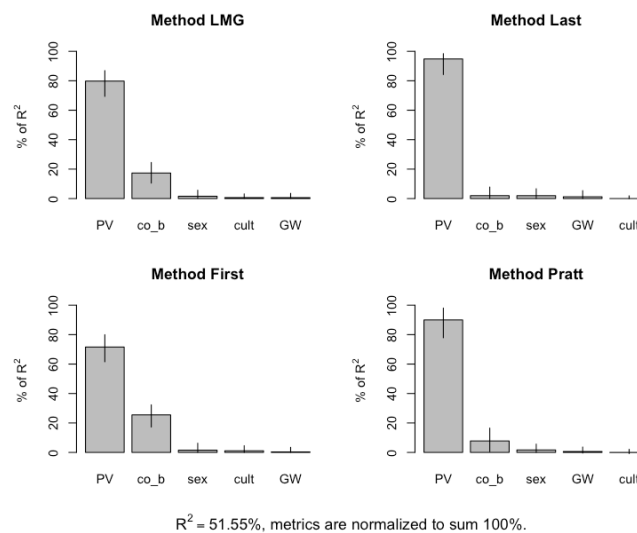 Method LMG
% of R²
100
80
60
40
20
0
PV co_b sex cult GW
Method Last
% of R²
100
80
60
40
20
0
PV co_b sex GW cult
Method First
% of R²
100
80
60
40
20
0
PV co_b sex cult GW
Method Pratt
% of R²
100
80
60
40
20
0
PV co_b sex GW cult
R² = 51.55%, metrics are normalized to sum 100%.